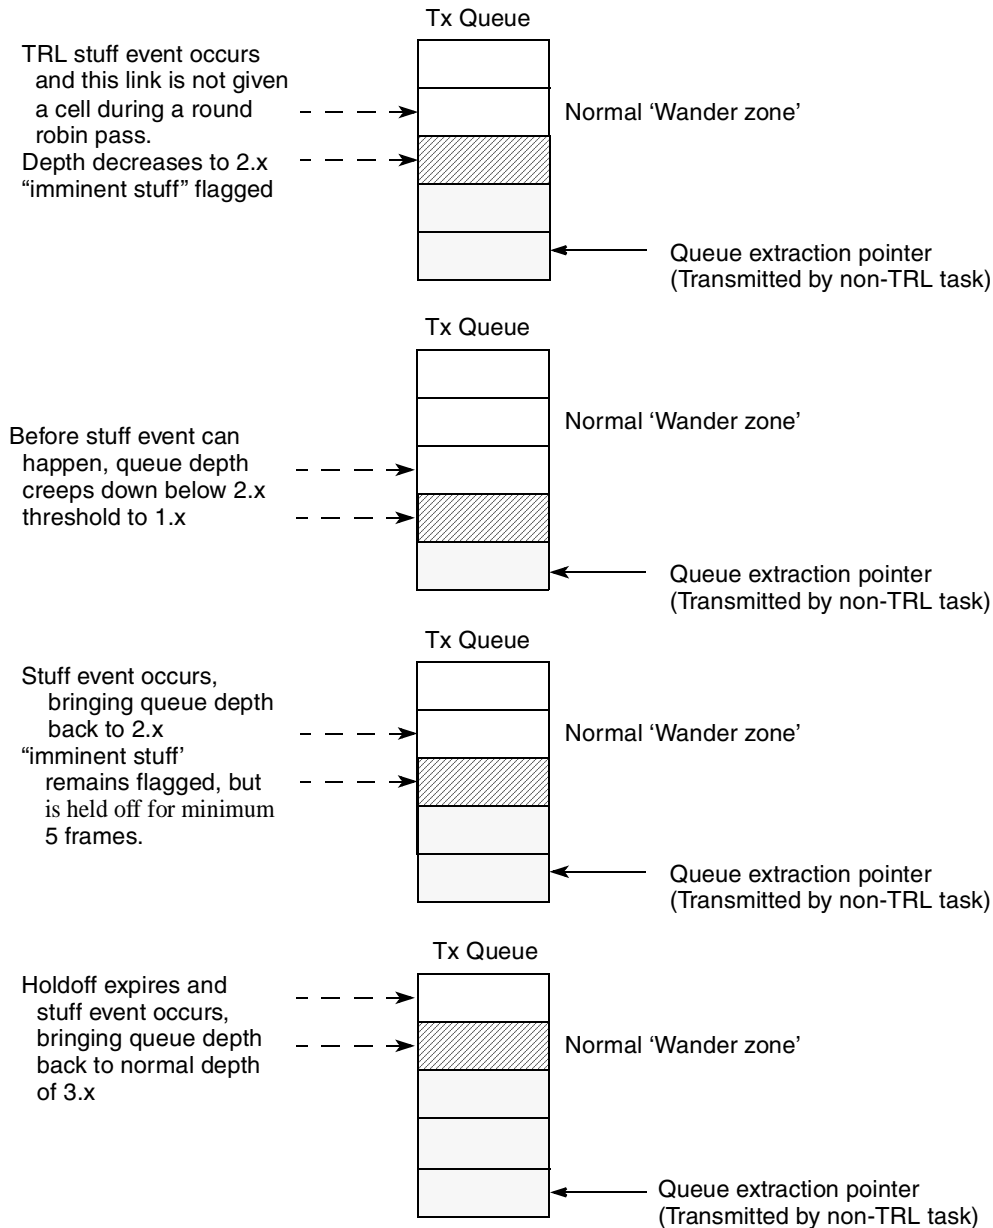 Tx Queue
TRL stuff event occurs
and this link is not given
a cell during a round
robin pass.
Depth decreases to 2.x
“imminent stuff” flagged
Normal ‘Wander zone’
Queue extraction pointer
(Transmitted by non-TRL task)
Tx Queue
Before stuff event can
happen, queue depth
creeps down below 2.x
threshold to 1.x
Normal ‘Wander zone’
Queue extraction pointer
(Transmitted by non-TRL task)
Tx Queue
Stuff event occurs,
bringing queue depth
back to 2.x
“imminent stuff’
remains flagged, but
is held off for minimum
5 frames.
Normal ‘Wander zone’
Queue extraction pointer
(Transmitted by non-TRL task)
Tx Queue
Holdoff expires and
stuff event occurs,
bringing queue depth
back to normal depth
of 3.x
Normal ‘Wander zone’
Queue extraction pointer
(Transmitted by non-TRL task)